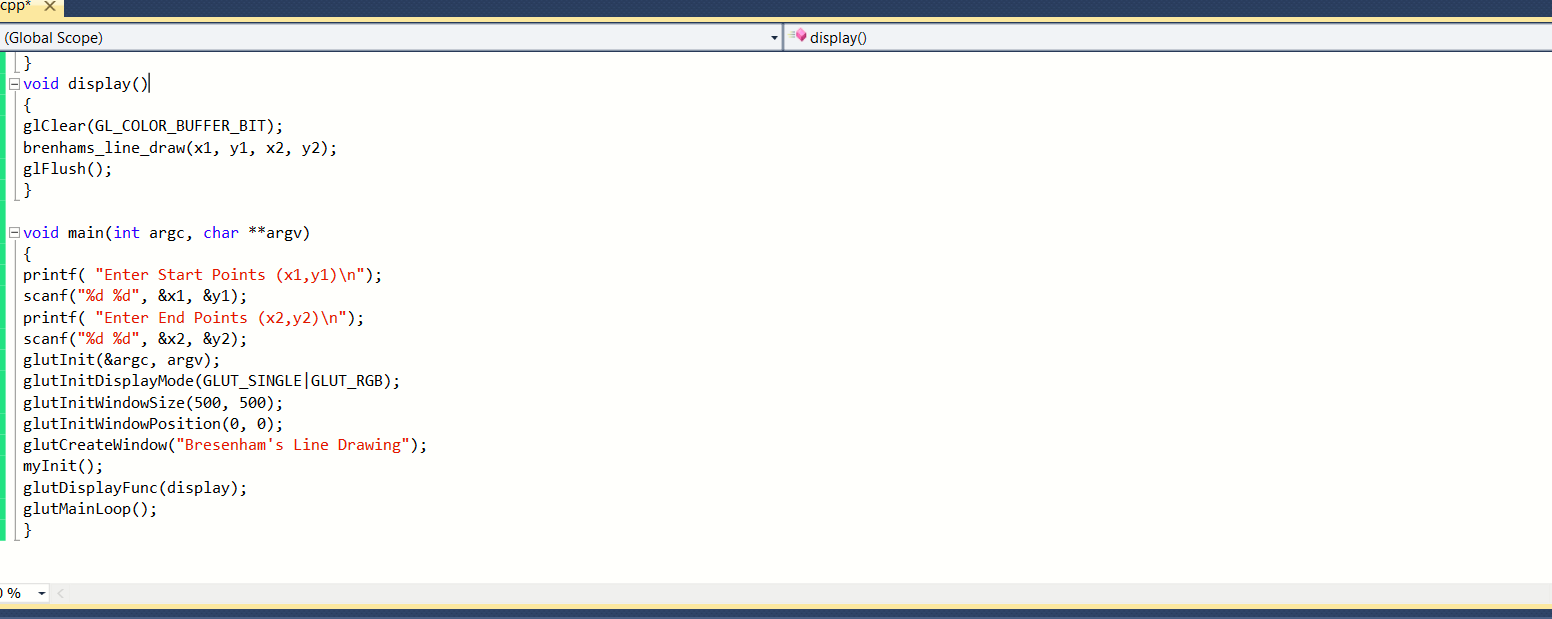 cpp*
(Global Scope)
display()
}
void display()
{
glClear(GL_COLOR_BUFFER_BIT);
brenhams_line_draw(x1, y1, x2, y2);
glFlush();
}
void main(int argc, char **argv)
{
printf( "Enter Start Points (x1,y1)\n");
scanf("%d %d", &x1, &y1);
printf( "Enter End Points (x2,y2)\n");
scanf("%d %d", &x2, &y2);
glutInit(&argc, argv);
glutInitDisplayMode(GLUT_SINGLE|GLUT_RGB);
glutInitWindowSize(500, 500);
glutInitWindowPosition(0, 0);
glutCreateWindow("Bresenham's Line Drawing");
myInit();
glutDisplayFunc(display);
glutMainLoop();
}
%